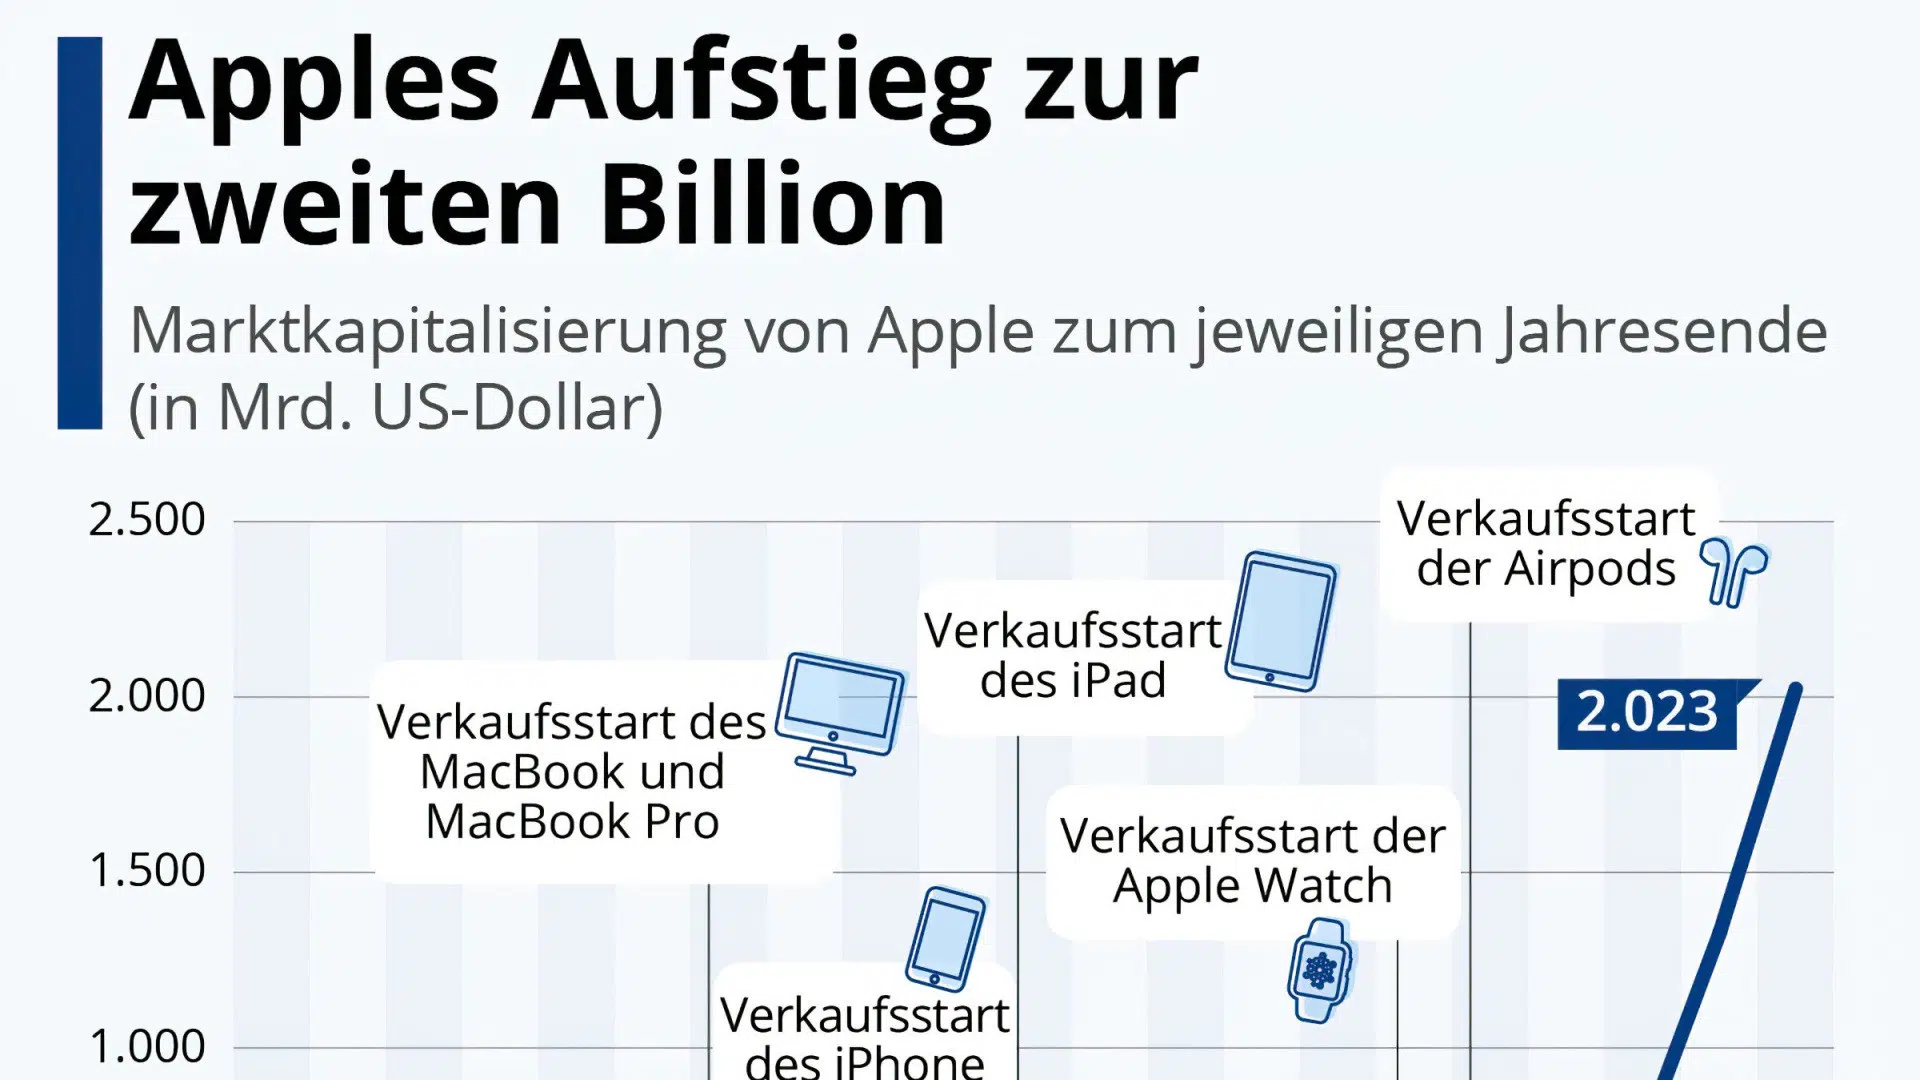 Apples Aufstieg zur
zweiten Billion
Marktkapitalisierung von Apple zum jeweiligen Jahresende
(in Mrd. US-Dollar)
2.500
Verkaufsstart
der Airpods
Verkaufsstart
des iPad
2.000
2.023
Verkaufsstart des
MacBook und
MacBook Pro
Verkaufsstart der
Apple Watch
1.500
Verkaufsstart
des iPhone
1.000